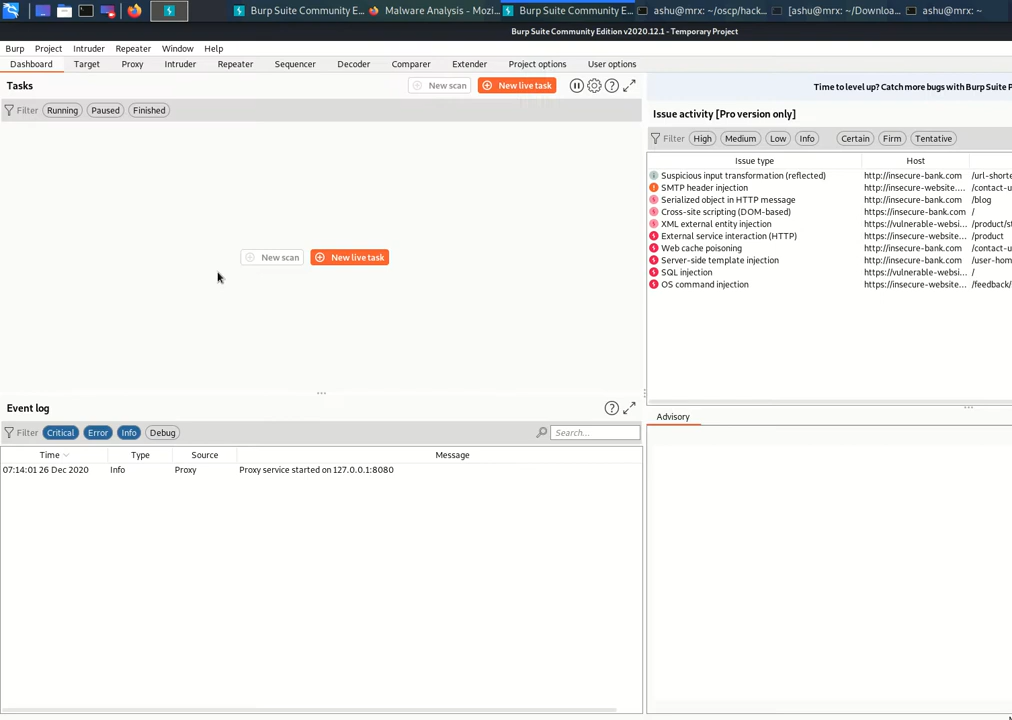 Burp Suite Community E...
Malware Analysis - Mozi...
Burp Suite Community E...
ashu@mrx: ~/oscp/hack...
[ashu@mrx: ~/Downloa...
ashu@mrx: ~
Burp Suite Community Edition v2020.12.1 - Temporary Project
Burp Project Intruder Repeater Window Help
Dashboard Target Proxy Intruder Repeater Sequencer Decoder Comparer Extender Project options User options
Tasks
New scan
New live task
Filter Running Paused Finished
New scan
New live task
Event log
Filter Critical Error Info Debug
Search...
Time Type Source Message
07:14:01 26 Dec 2020 Info Proxy Proxy service started on 127.0.0.1:8080
Time to level up? Catch more bugs with Burp Suite P
Issue activity [Pro version only]
Filter High Medium Low Info Certain Firm Tentative
Issue type Host
Suspicious input transformation (reflected) http://insecure-bank.com /url-shorte
SMTP header injection http://insecure-website.... /contact-u
Serialized object in HTTP message http://insecure-bank.com /blog
Cross-site scripting (DOM-based) http://insecure-bank.com /
XML external entity injection https://vulnerable-websi... /product/st
External service interaction (HTTP) https://insecure-website... /product
Web cache poisoning http://insecure-bank.com /contact-u
Server-side template injection http://insecure-bank.com /user-hom
SQL injection https://vulnerable-websi... /
OS command injection https://insecure-website... /feedback/
Advisory